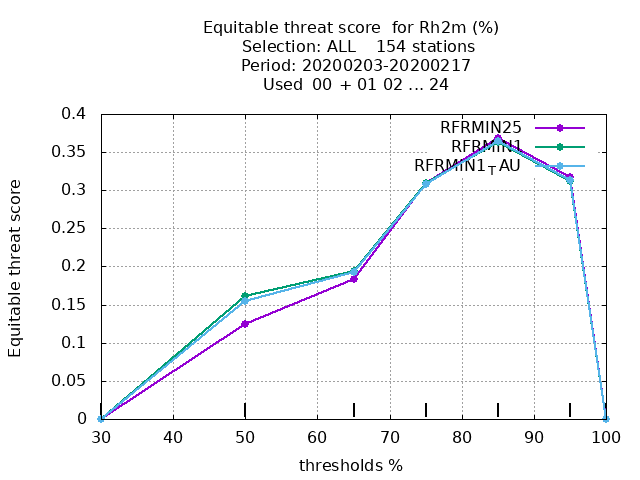 Equitable threat score  for Rh2m (%)
Selection: ALL    154 stations
Period: 20200203-20200217
Used  00 + 01 02 ... 24
0.4
0.35
0.3
0.25
0.2
0.15
0.1
0.05
0
Equitable threat score
RFRMIN25
RFRMIN1
RFRMIN1TAU
30 40 50 60 70 80 90 100
thresholds %